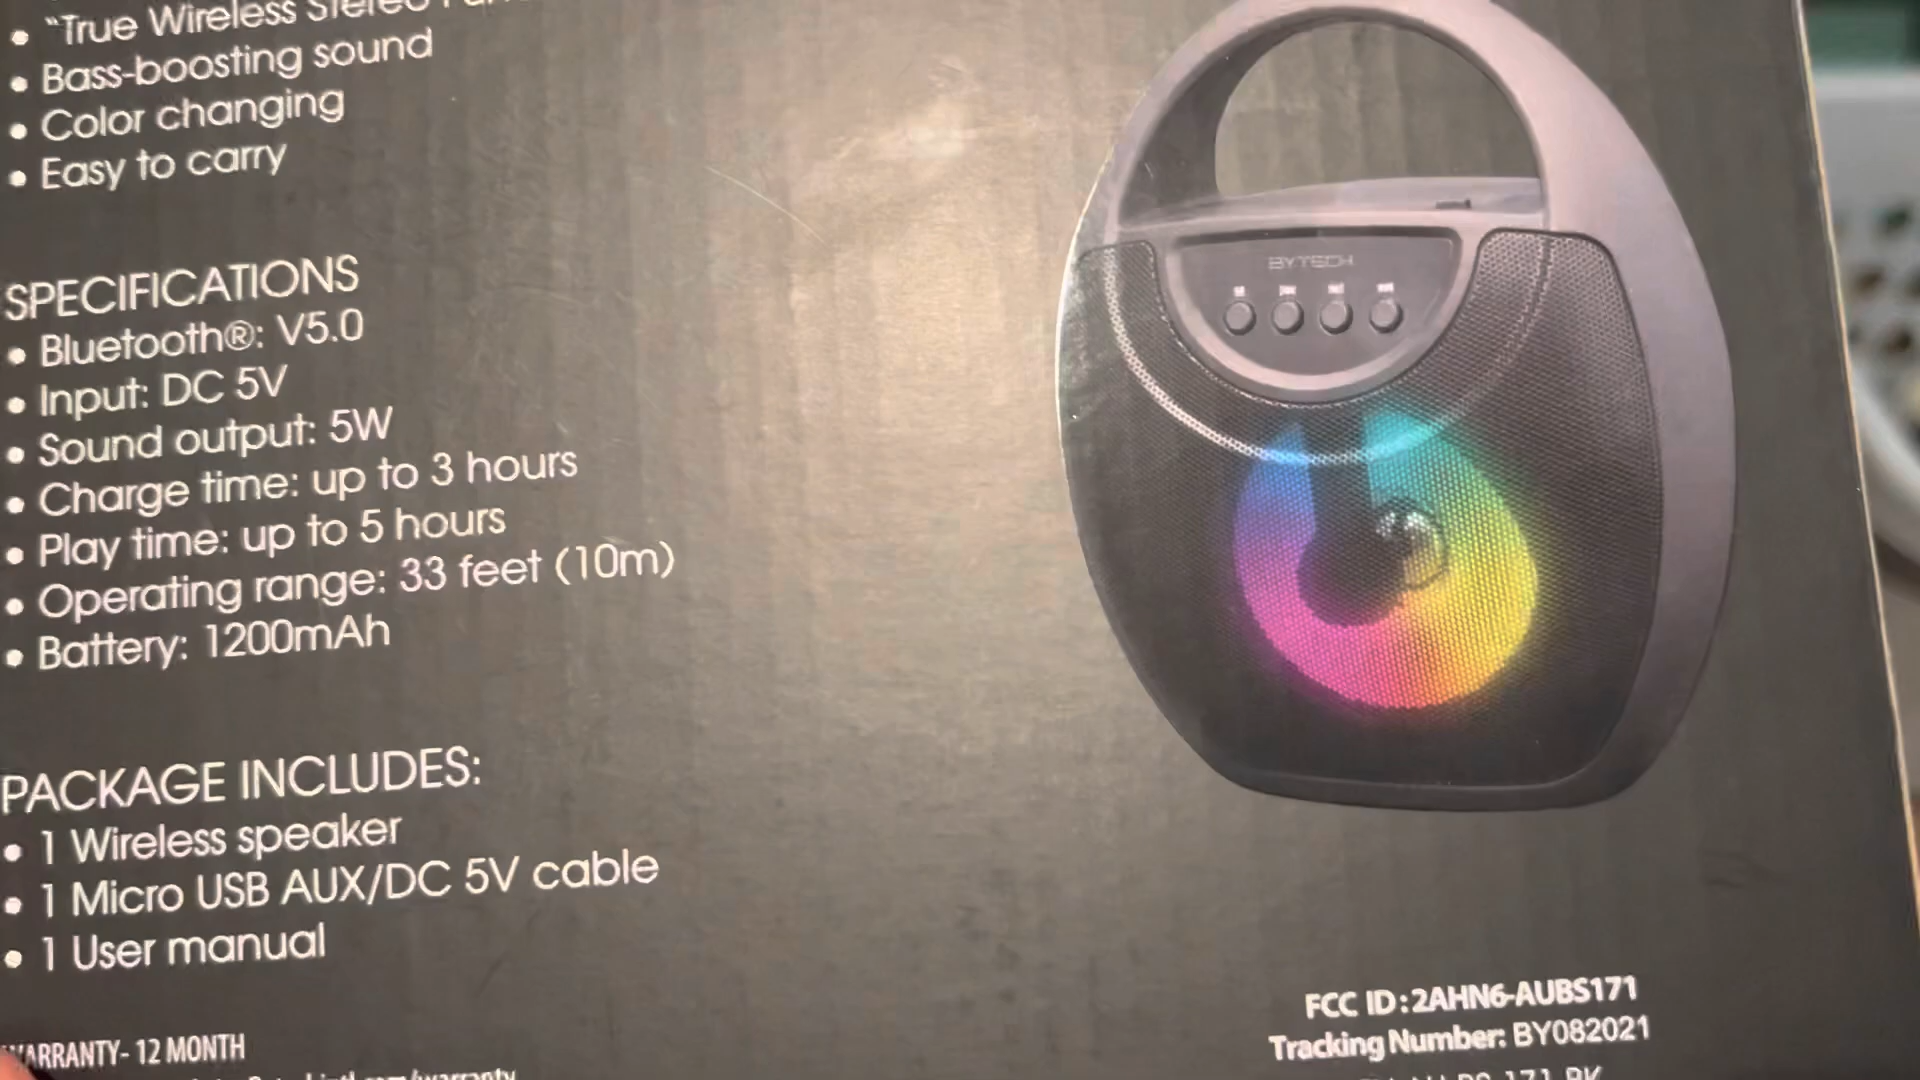 • "True Wireless Stereo
• Bass-boosting sound
• Color changing
• Easy to carry
SPECIFICATIONS
• Bluetooth®: V5.0
• Input: DC 5V
• Sound output: 5W
• Charge time: up to 3 hours
• Play time: up to 5 hours
• Operating range: 33 feet (10m)
• Battery: 1200mAh
PACKAGE INCLUDES:
• 1 Wireless speaker
• 1 Micro USB AUX/DC 5V cable
• 1 User manual
WARRANTY- 12 MONTH
BYTECH
FCC ID:2AHN6-AUBS171
Tracking Number: BY082021